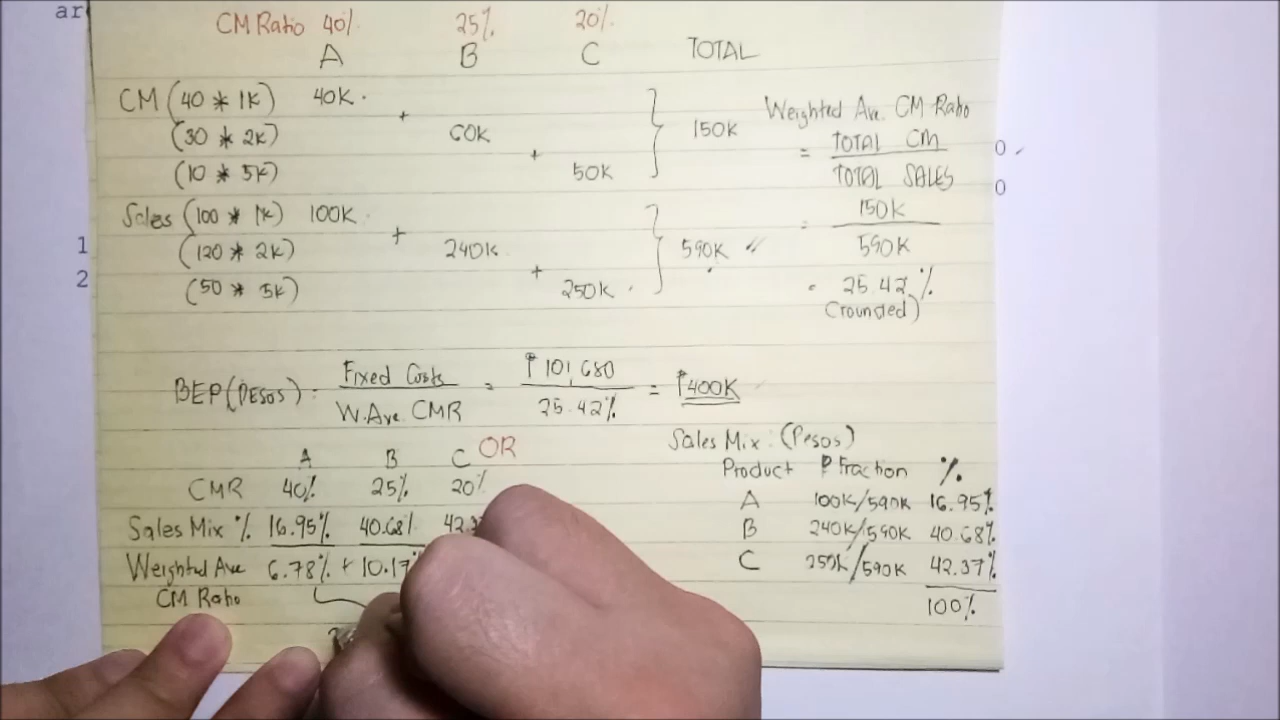 ar
CM Ratio 40% 25% 20%
A B C TOTAL
CM (40 * 1K) 40K + 60K + 50K } 150K
(30 * 2K)
(10 * 5K)
Sales (100 * 1K) 100K + 240K + 250K } 590K
(120 * 2K)
(50 * 5K)
Weighted Ave. CM Ratio
= TOTAL CM
TOTAL SALES
= 150K
590K
= 25.42%
(rounded)
0
0
1
2
BEP (PESOS) = Fixed Costs = ₱101,680 = ₱400K
W.Ave CMR 25.42%
OR
A B C
CMR 40% 25% 20%
Sales Mix % 16.95% 40.68%
Weighted Ave 6.78% + 10.17%
CM Ratio
Sales Mix: (Pesos)
Product Fraction %
A 100K/590K 16.95%
B 240K/590K 40.68%
C 250K/590K 42.37%
100%